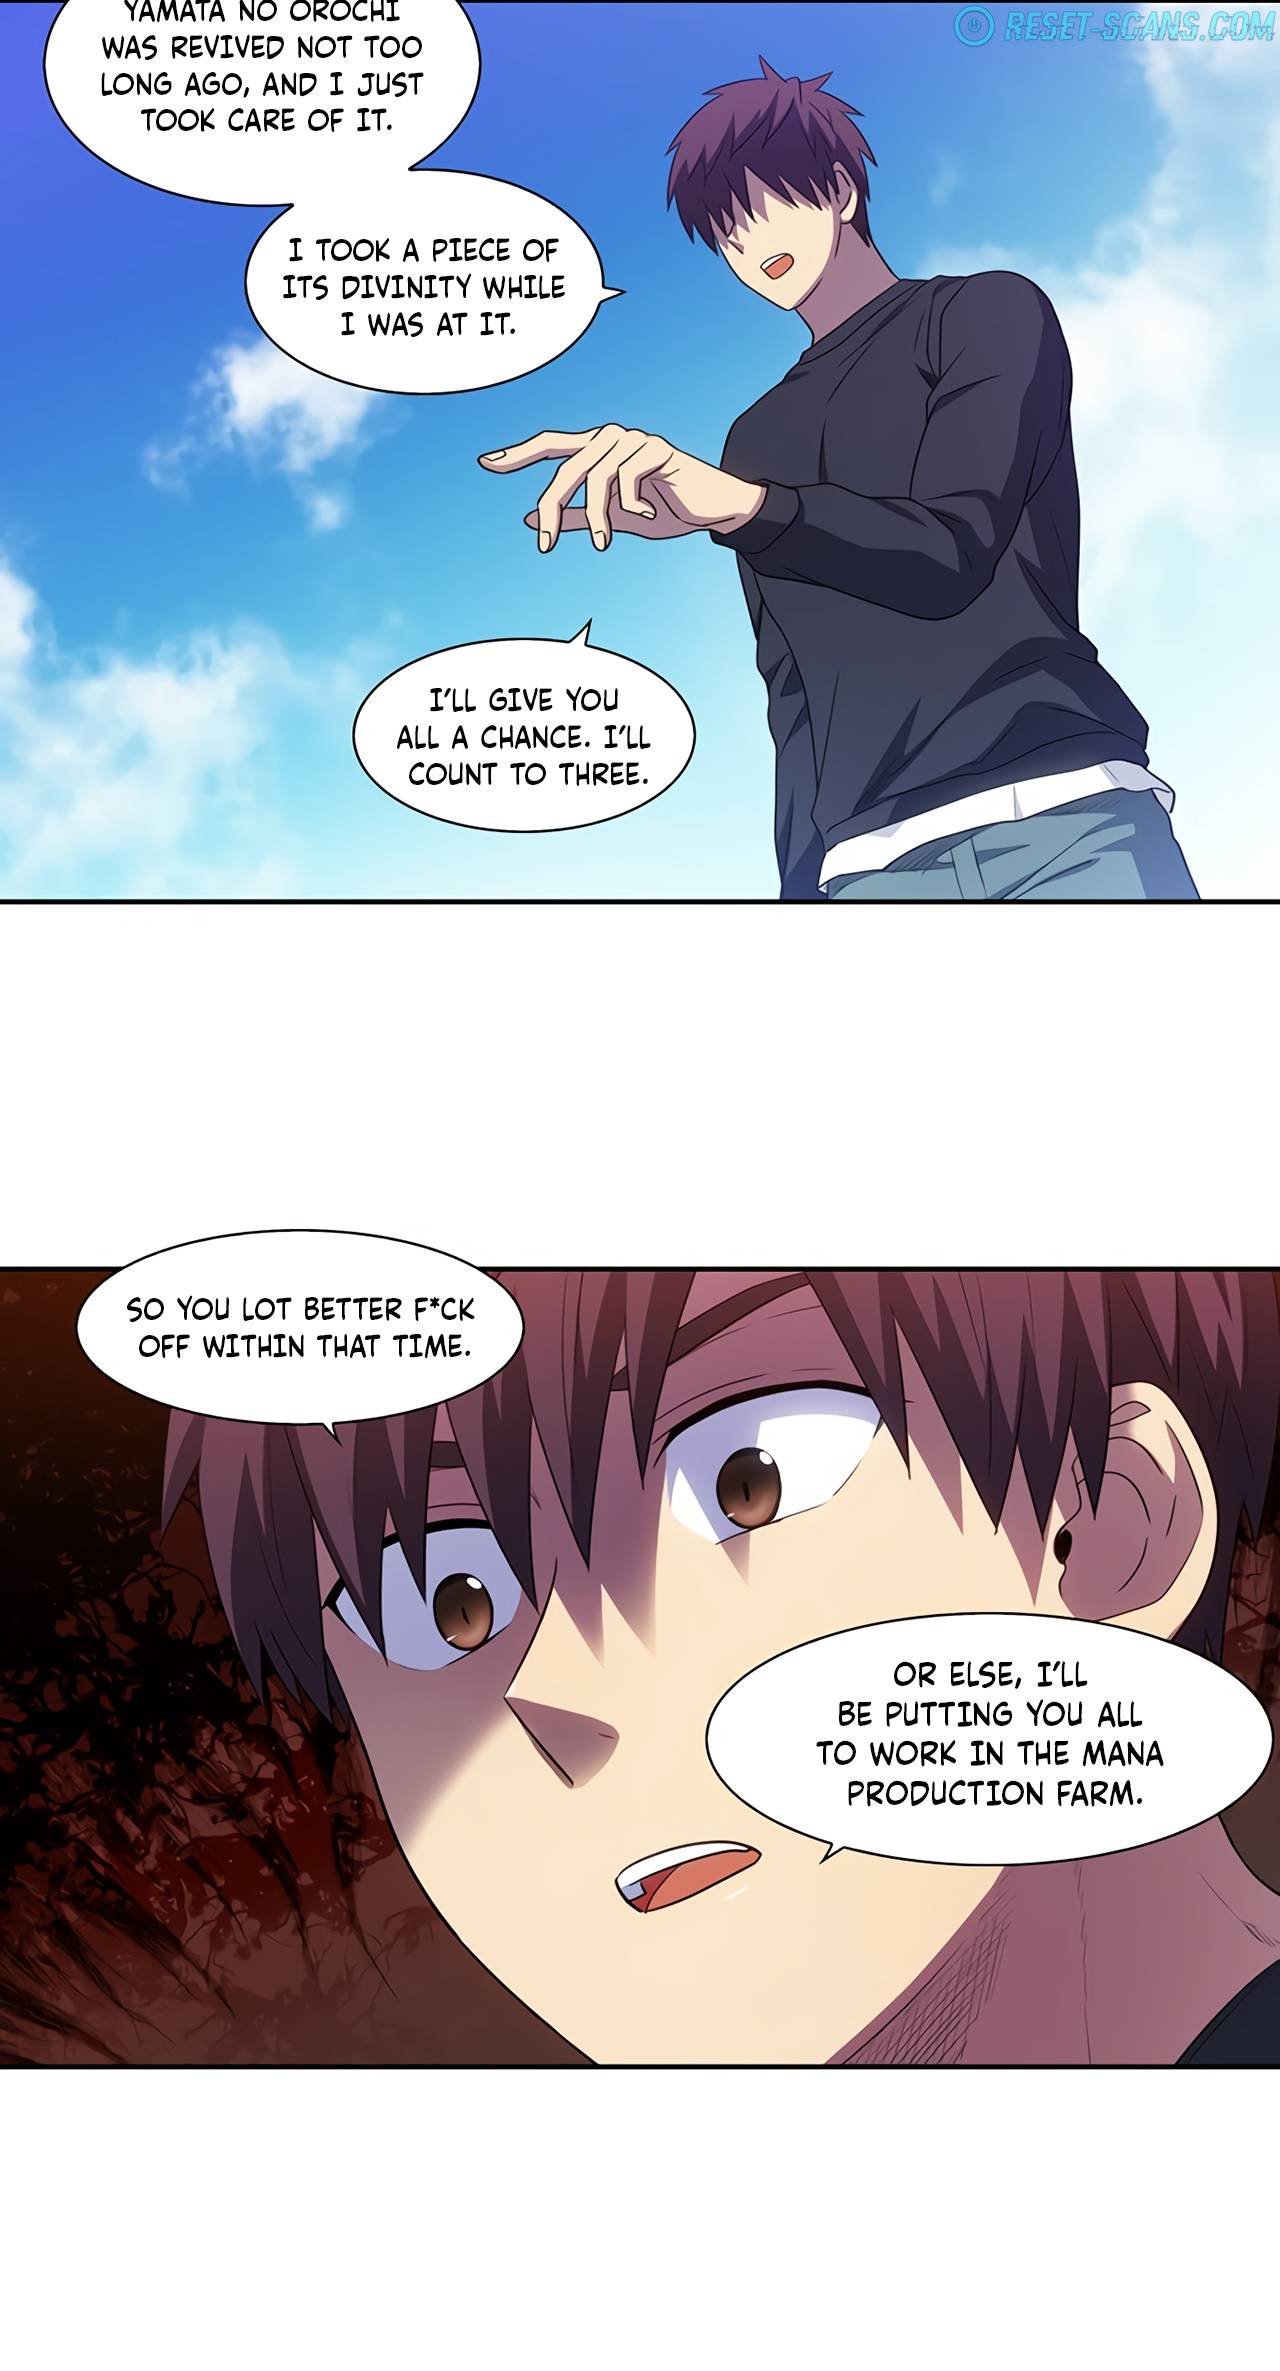 RESET-SCANS.COM
YAMATA NO OROCHI
WAS REVIVED NOT TOO
LONG AGO, AND I JUST
TOOK CARE OF IT.
I TOOK A PIECE OF
ITS DIVINITY WHILE
I WAS AT IT.
I'LL GIVE YOU
ALL A CHANCE. I'LL
COUNT TO THREE.
SO YOU LOT BETTER F*CK
OFF WITHIN THAT TIME.
OR ELSE, I'LL
BE PUTTING YOU ALL
TO WORK IN THE MANA
PRODUCTION FARM.